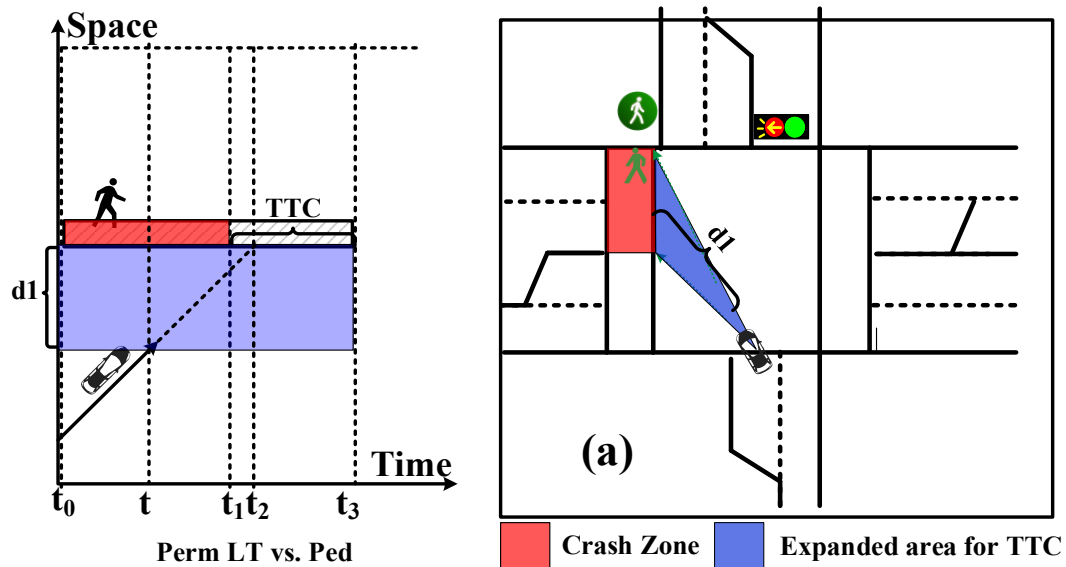 Space
TTC
d1
Time
t0 t t1 t2 t3
Perm LT vs. Ped
d1
(a)
Crash Zone
Expanded area for TTC